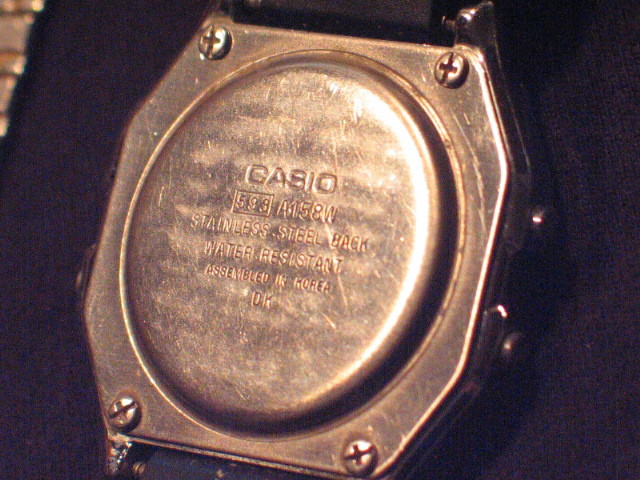 CASIO
593 A158W
STAINLESS STEEL BACK
WATER RESISTANT
ASSEMBLED IN KOREA
DK